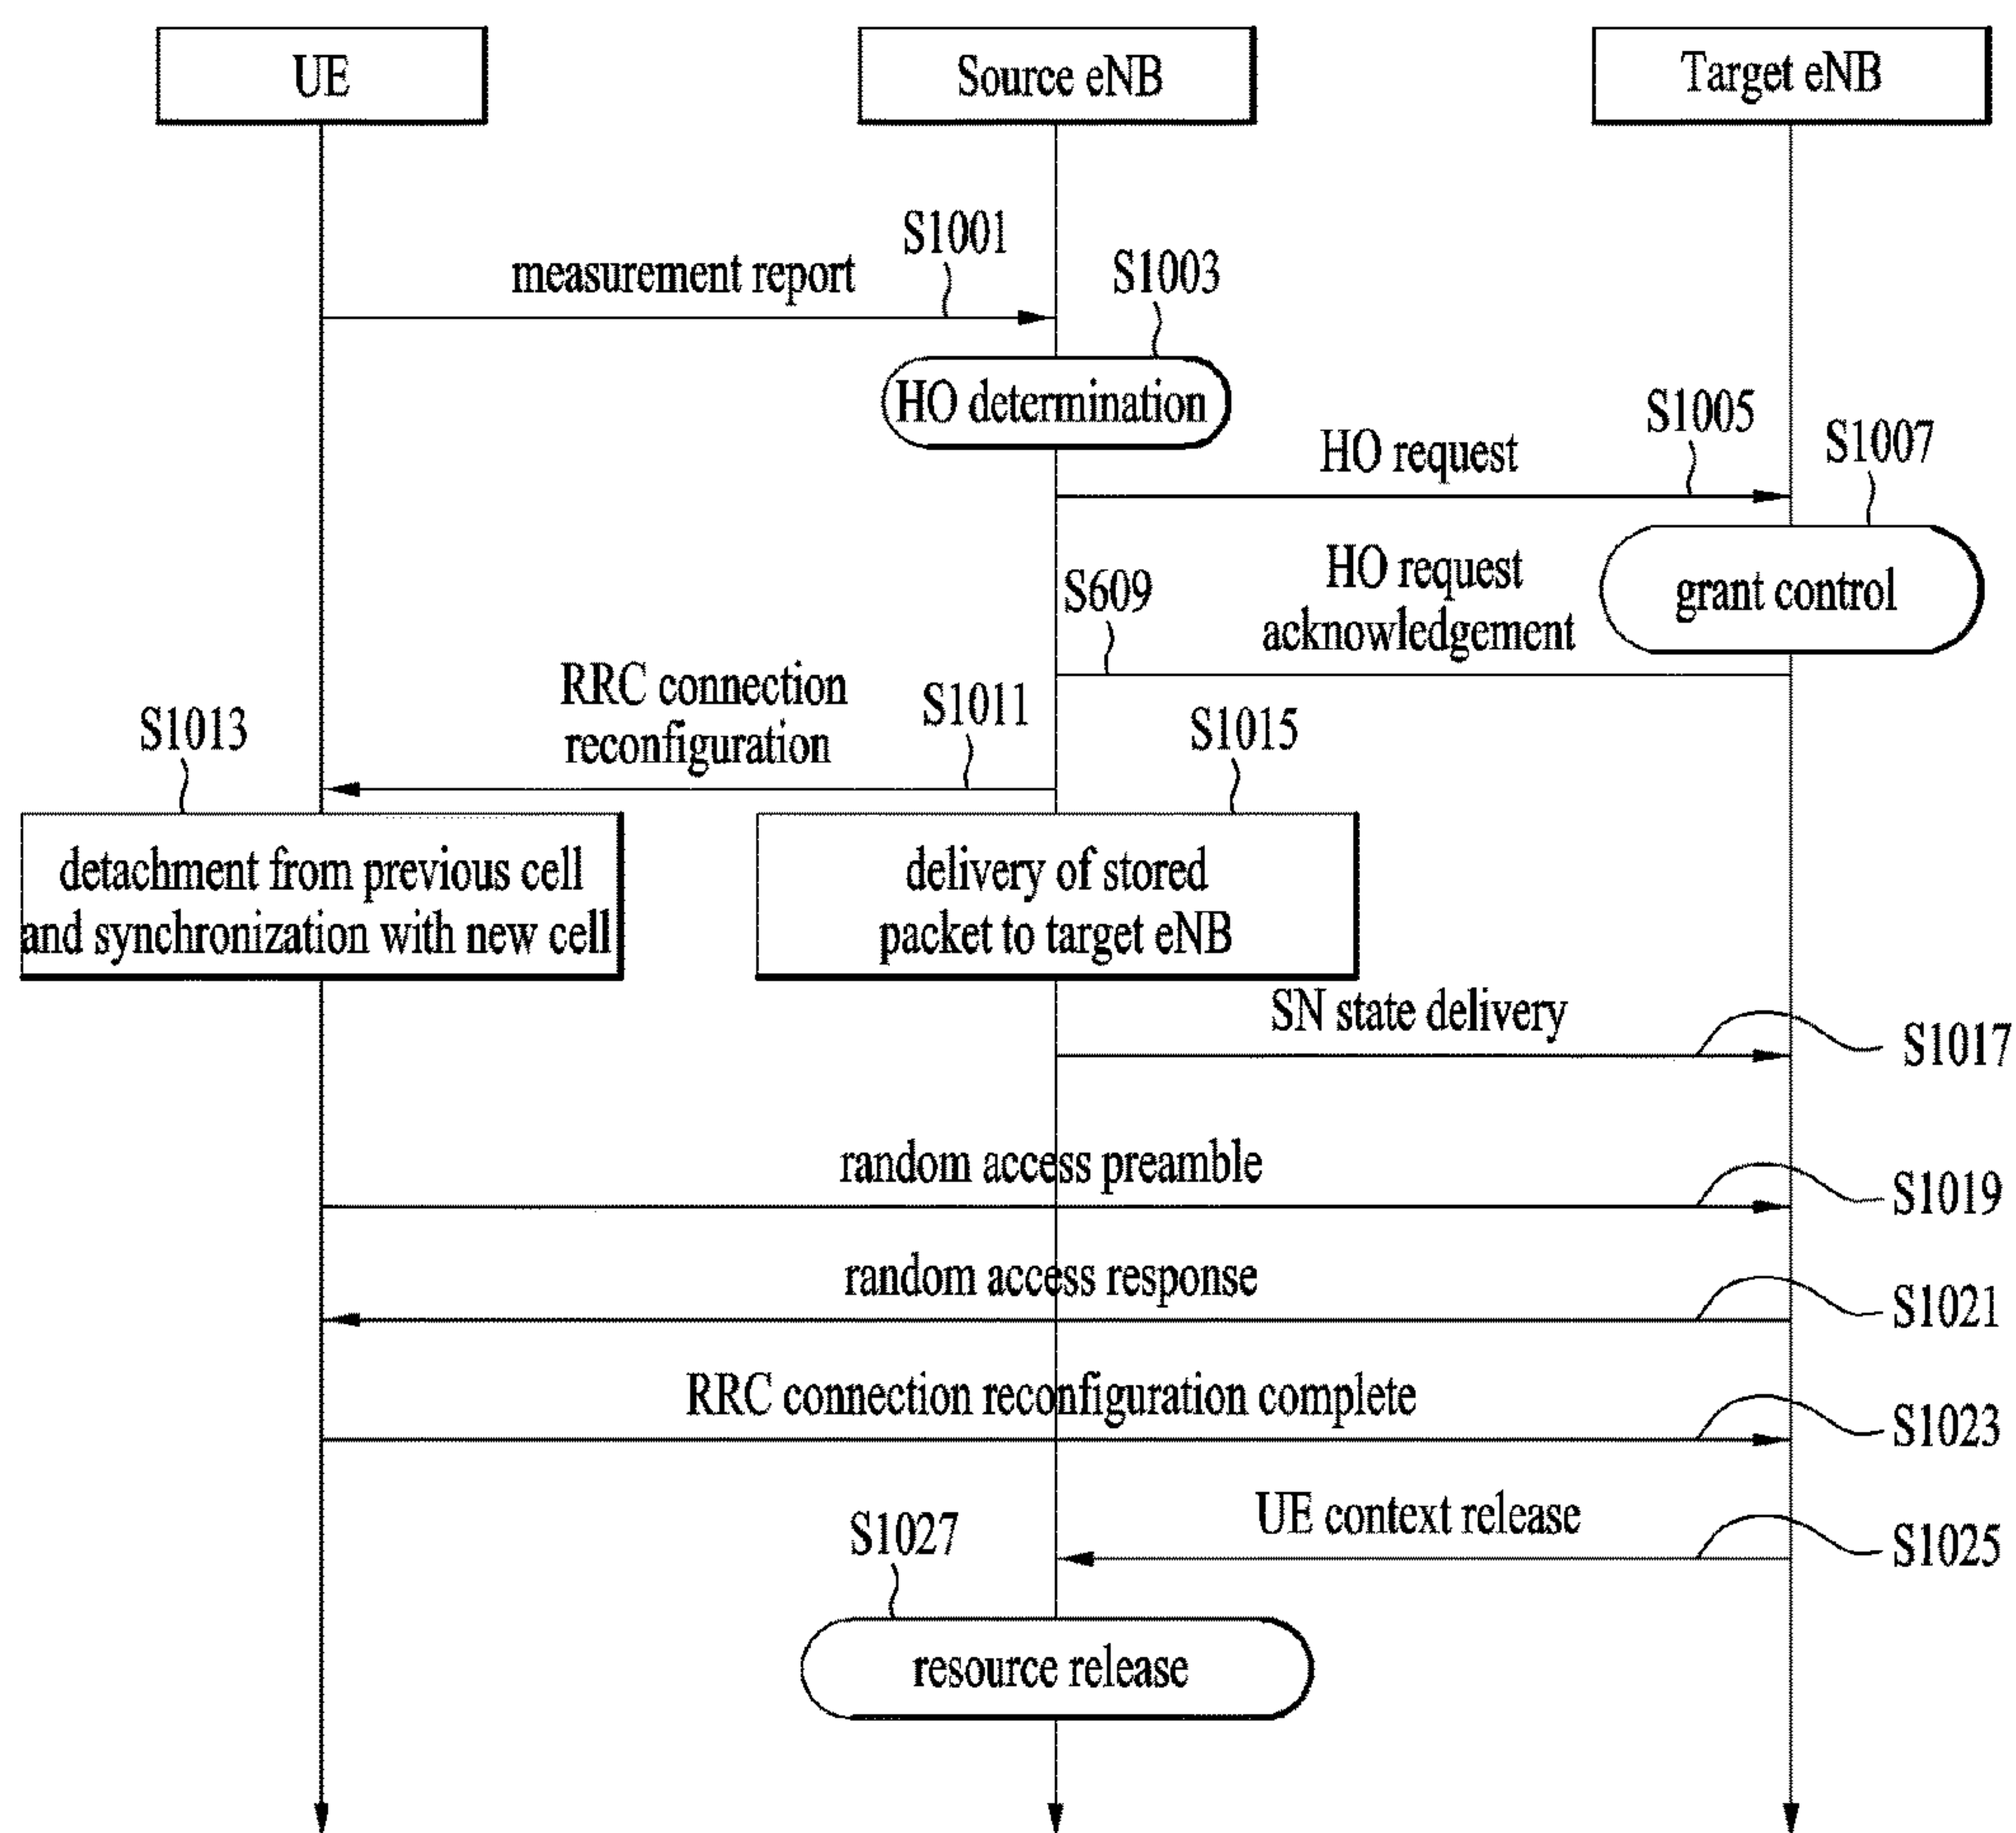 UE
Source eNB
Target eNB
S1001
measurement report
S1003
HO determination
S1005
HO request
S1007
grant control
S609
HO request
acknowledgement
RRC connection
reconfiguration
S1011
S1013
S1015
detachment from previous cell
and synchronization with new cell
delivery of stored
packet to target eNB
SN state delivery
S1017
random access preamble
S1019
random access response
S1021
RRC connection reconfiguration complete
S1023
UE context release
S1025
S1027
resource release